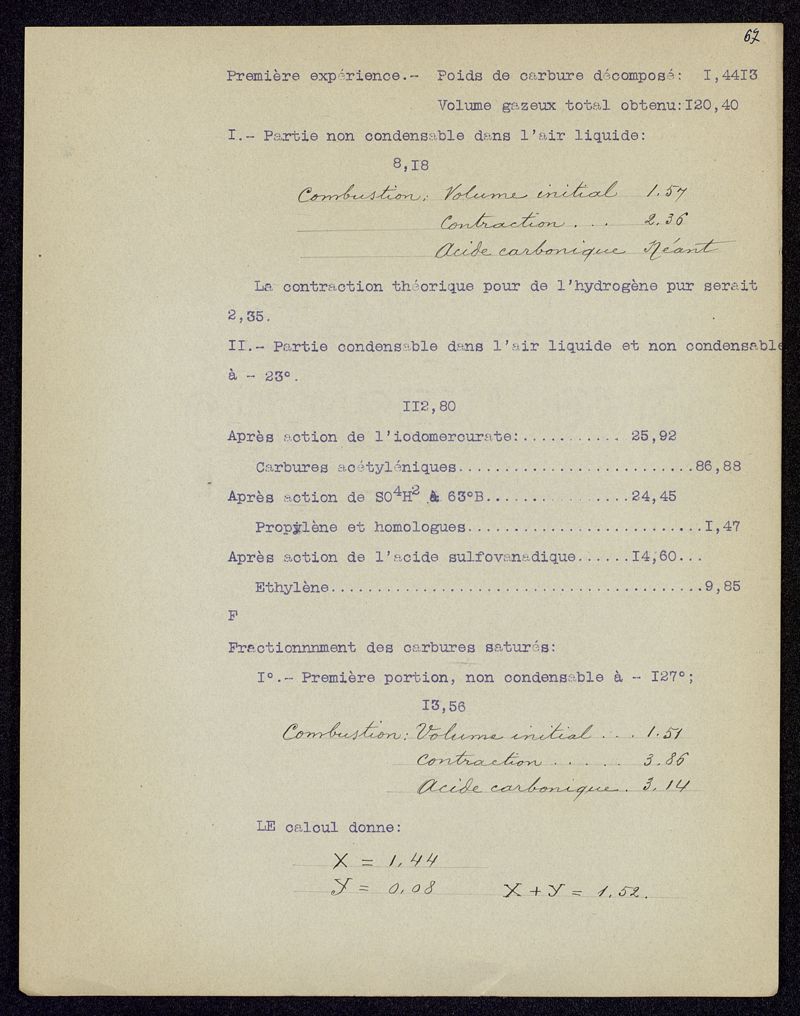 62
Première expérience.- Poids de carbure décomposé: I,44I3
Volume gazeux total obtenu:I20,40
I.- Partie non condensable dans l'air liquide:
8,I8
Combustion: Volume initial 1.57
Contraction . . . 2.36
Acide carbonique Néant
La contraction théorique pour de l'hydrogène pur serait
2,35.
II.- Partie condensable dans l'air liquide et non condensable
à - 23°.
II2,80
Après action de l'iodomercurate:............ 25,92
Carbures acétyléniques...........................86,88
Après action de SO4H2 à 63°B................24,45
Propylène et homologues...........................I,47
Après action de l'acide sulfovanadique......I4,60...
Ethylène..........................................9,85
F
Fractionnnment des carbures saturés:
I°.- Première portion, non condensable à - I27°;
I3,56
Combustion: Volume initial . . . 1.51
Contraction . . . . . 3.86
Acide carbonique. 3.14
LE calcul donne:
X = 1,44
Y = 0,08 X + Y = 1,52.